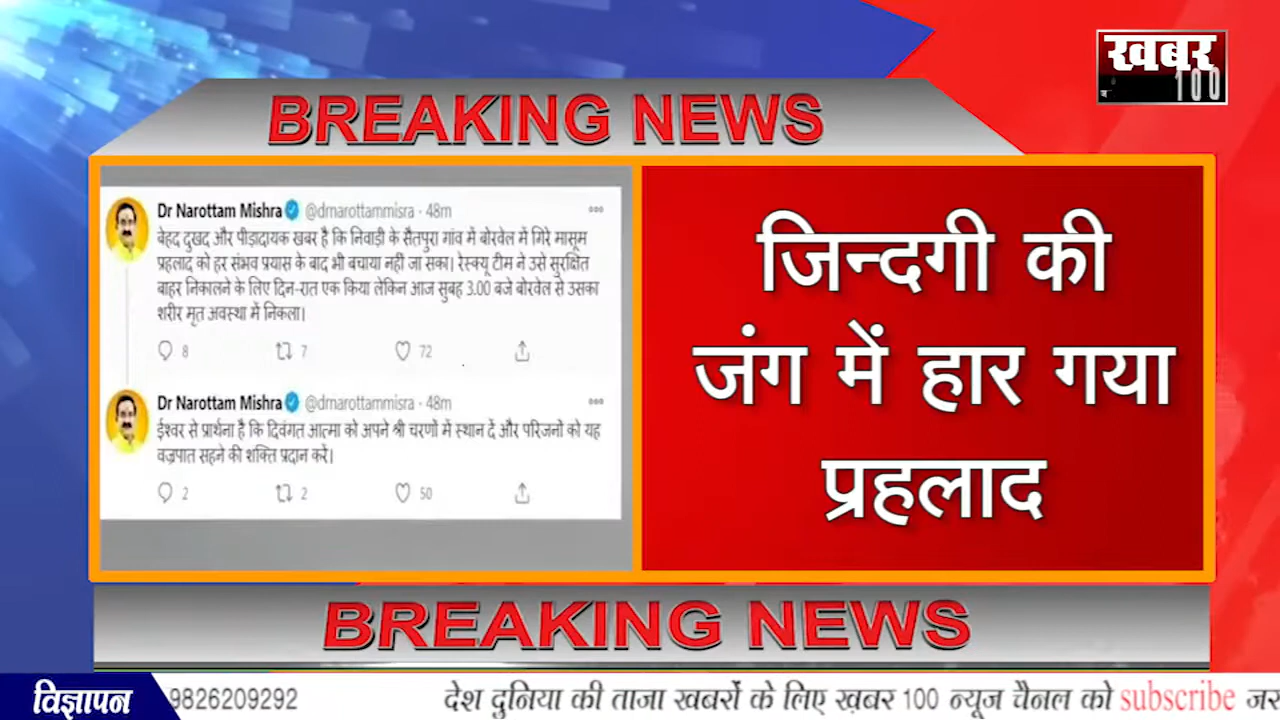 खबर
100
BREAKING NEWS
Dr Narottam Mishra @drnarottammisra · 48m
बेहद दुखद और पीड़ादायक खबर है कि निवाड़ी के सैतपुरा गांव में बोरवेल में गिरे मासूम
प्रहलाद को हर संभव प्रयास के बाद भी बचाया नहीं जा सका। रेस्क्यू टीम ने उसे सुरक्षित
बाहर निकालने के लिए दिन-रात एक किया लेकिन आज सुबह 3.00 बजे बोरवेल से उसका
शरीर मृत अवस्था में निकला।
8 7 72
Dr Narottam Mishra @drnarottammisra · 48m
ईश्वर से प्रार्थना है कि दिवंगत आत्मा को अपने श्री चरणों में स्थान दें और परिजनों को यह
वज्रपात सहने की शक्ति प्रदान करें।
2 2 50
जिन्दगी की
जंग में हार गया
प्रहलाद
BREAKING NEWS
विज्ञापन 9826209292 देश दुनिया की ताजा खबरों के लिए ख़बर 100 न्यूज चैनल को subscribe जरू